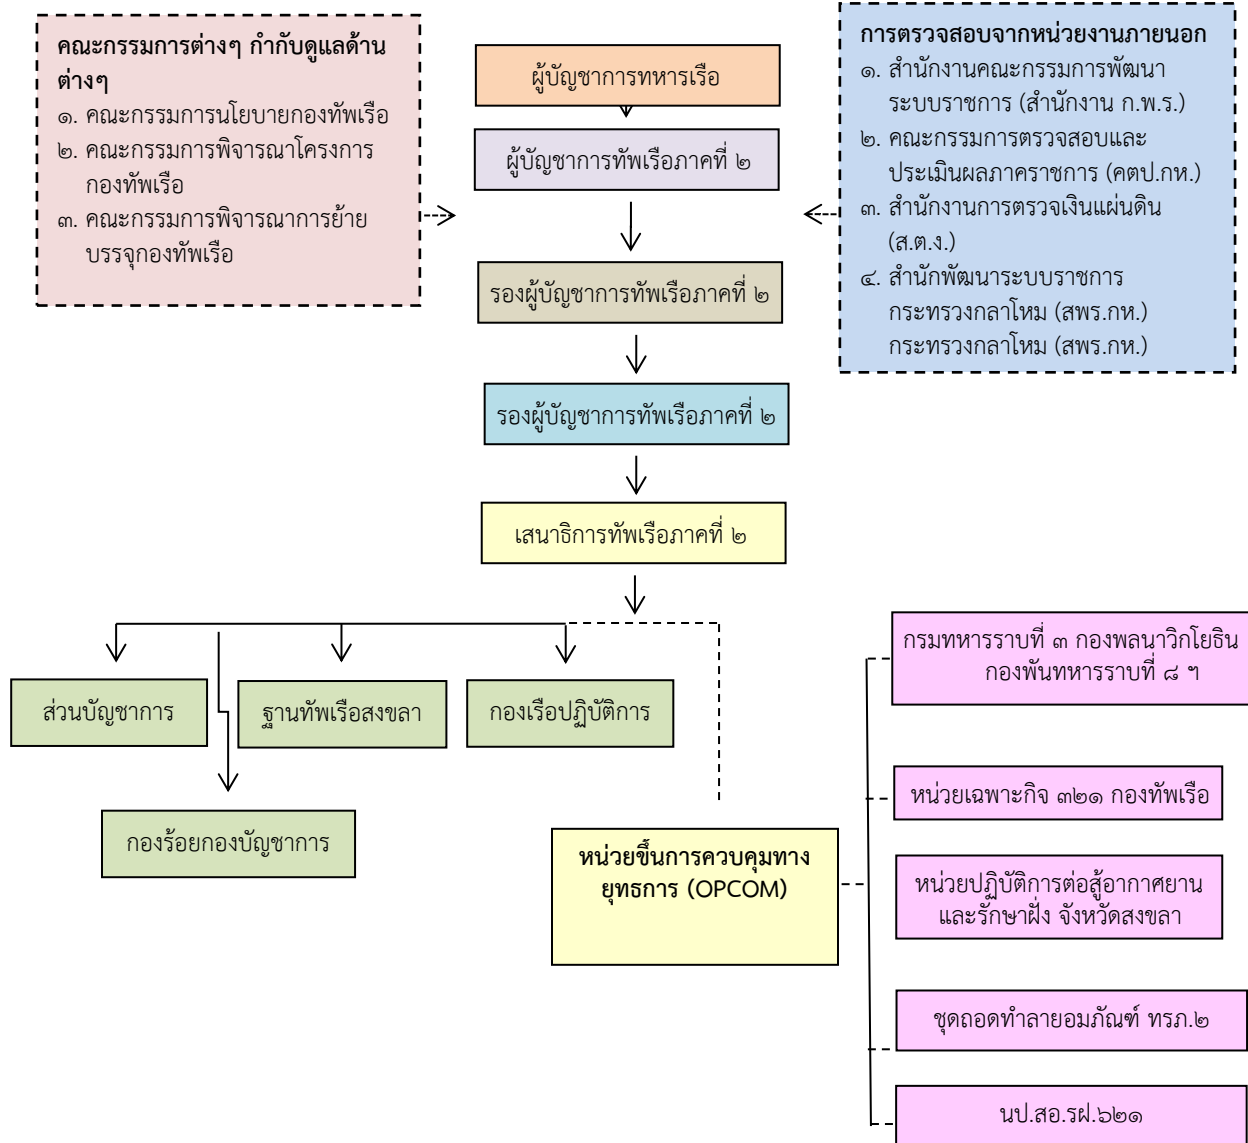 คณะกรรมการต่างๆ กำกับดูแลด้าน
ต่างๆ
๑. คณะกรรมการนโยบายกองทัพเรือ
๒. คณะกรรมการพิจารณาโครงการ
กองทัพเรือ
๓. คณะกรรมการพิจารณาการย้าย
บรรจุกองทัพเรือ
ผู้บัญชาการทหารเรือ
ผู้บัญชาการทัพเรือภาคที่ ๒
รองผู้บัญชาการทัพเรือภาคที่ ๒
รองผู้บัญชาการทัพเรือภาคที่ ๒
เสนาธิการทัพเรือภาคที่ ๒
การตรวจสอบจากหน่วยงานภายนอก
๑. สำนักงานคณะกรรมการพัฒนา
ระบบราชการ (สำนักงาน ก.พ.ร.)
๒. คณะกรรมการตรวจสอบและ
ประเมินผลภาคราชการ (คตป.กห.)
๓. สำนักงานการตรวจเงินแผ่นดิน
(ส.ต.ง.)
๔. สำนักพัฒนาระบบราชการ
กระทรวงกลาโหม (สพร.กห.)
กระทรวงกลาโหม (สพร.กห.)
ส่วนบัญชาการ
ฐานทัพเรือสงขลา
กองเรือปฏิบัติการ
กองร้อยกองบัญชาการ
หน่วยขึ้นการควบคุมทาง
ยุทธการ (OPCOM)
กรมทหารราบที่ ๓ กองพลนาวิกโยธิน
กองพันทหารราบที่ ๘ ฯ
หน่วยเฉพาะกิจ ๓๒๑ กองทัพเรือ
หน่วยปฏิบัติการต่อสู้อากาศยาน
และรักษาฝั่ง จังหวัดสงขลา
ชุดถอดทำลายอมภัณฑ์ ทรภ.๒
นป.สอ.รฝ.๖๒๑